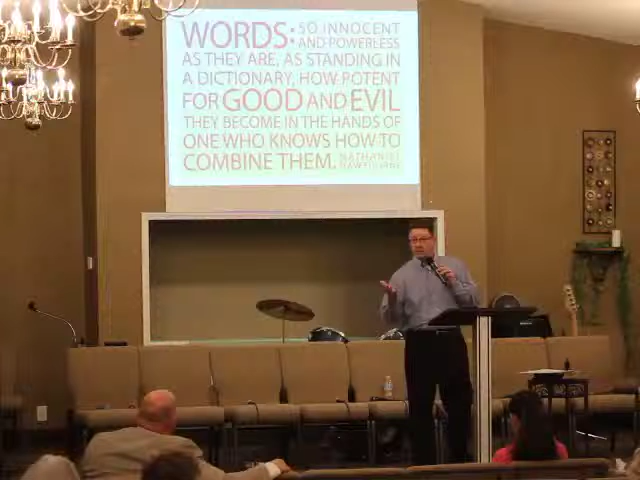 WORDS: SO INNOCENT
AND POWERLESS
AS THEY ARE, AS STANDING IN
A DICTIONARY, HOW POTENT
FOR GOOD AND EVIL
THEY BECOME IN THE HANDS OF
ONE WHO KNOWS HOW TO
COMBINE THEM. NATHANIEL
HAWTHORNE